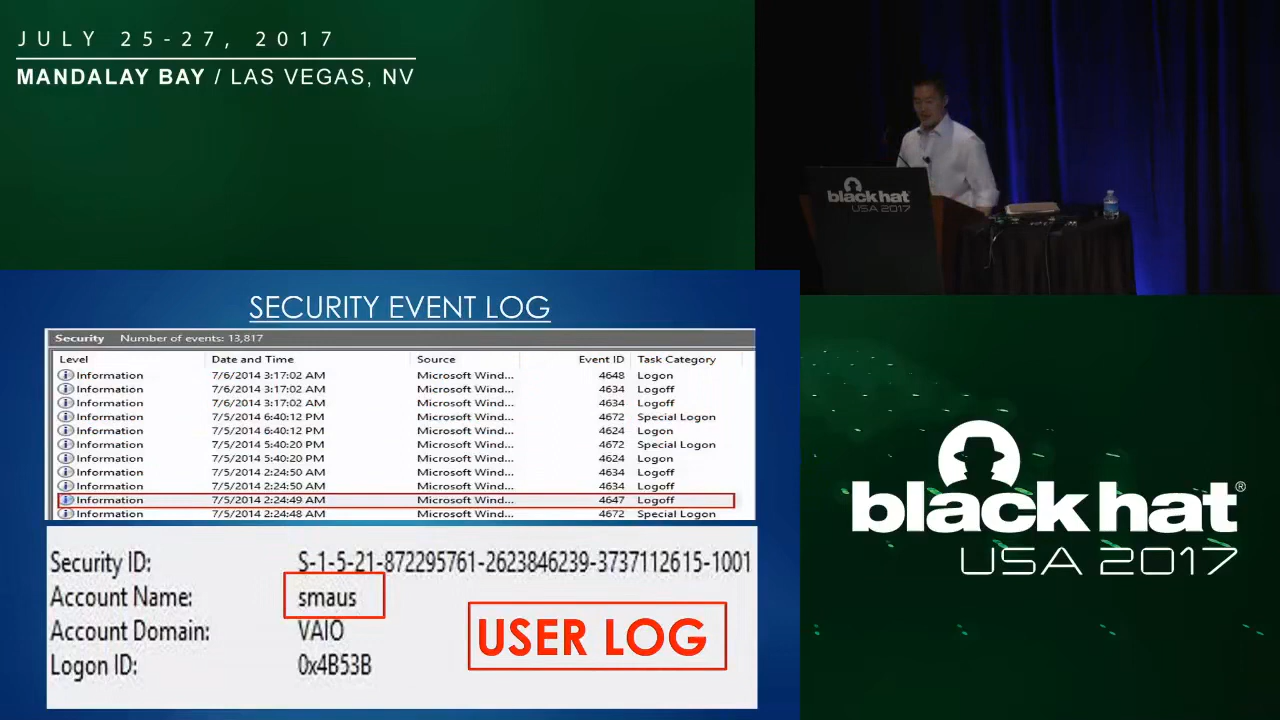 JULY 25-27, 2017
MANDALAY BAY / LAS VEGAS, NV
black hat
USA 2017
SECURITY EVENT LOG
Security Number of events: 13,817
Level Date and Time Source Event ID Task Category
Information 7/6/2014 3:17:02 AM Microsoft Wind... 4648 Logon
Information 7/6/2014 3:17:02 AM Microsoft Wind... 4634 Logoff
Information 7/6/2014 3:17:02 AM Microsoft Wind... 4634 Logoff
Information 7/5/2014 6:40:12 PM Microsoft Wind... 4672 Special Logon
Information 7/5/2014 6:40:12 PM Microsoft Wind... 4624 Logon
Information 7/5/2014 5:40:20 PM Microsoft Wind... 4672 Special Logon
Information 7/5/2014 5:40:20 PM Microsoft Wind... 4624 Logon
Information 7/5/2014 2:24:50 AM Microsoft Wind... 4634 Logoff
Information 7/5/2014 2:24:50 AM Microsoft Wind... 4634 Logoff
Information 7/5/2014 2:24:49 AM Microsoft Wind... 4647 Logoff
Information 7/5/2014 2:24:48 AM Microsoft Wind... 4672 Special Logon
Security ID: S-1-5-21-872295761-2623846239-3737112615-1001
Account Name: smaus
Account Domain: VAIO
Logon ID: 0x4B53B
USER LOG
black hat®
USA 2017